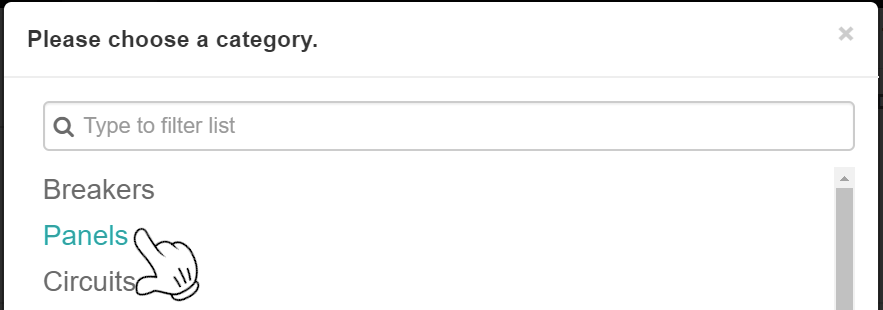 Please choose a category.
Type to filter list
Breakers
Panels
Circuits